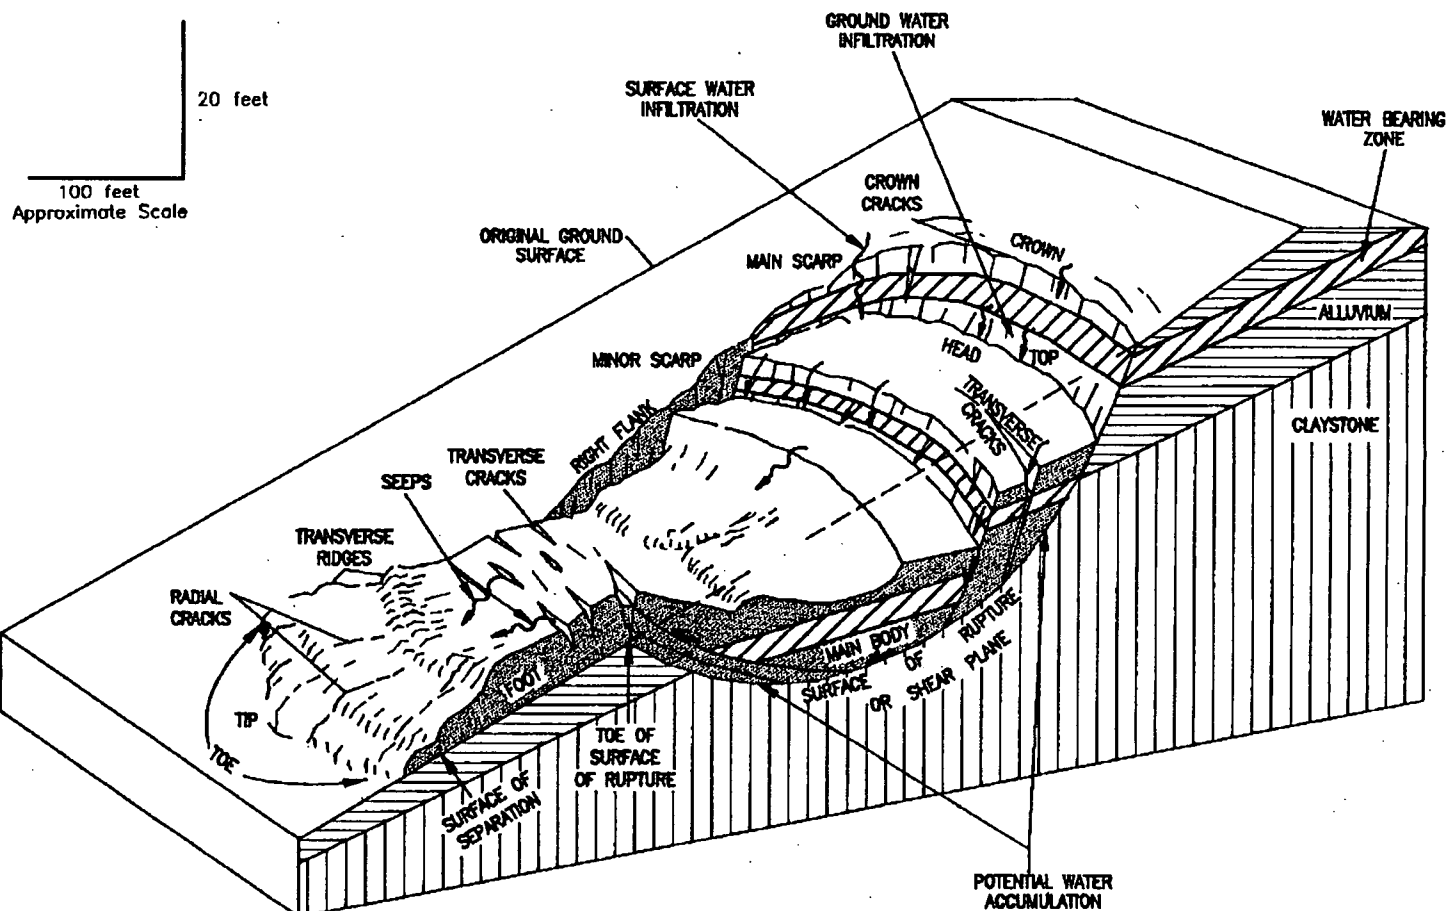 GROUND WATER
INFILTRATION
20 feet
SURFACE WATER
INFILTRATION
WATER BEARING
ZONE
100 feet
Approximate Scale
CROWN
CRACKS
ORIGINAL GROUND
SURFACE
CROWN
MAIN SCARP
ALLUVIUM
HEAD
TOP
MINOR SCARP
TRANSVERSE
CRACKS
CLAYSTONE
RIGHT FLANK
TRANSVERSE
CRACKS
SEEPS
TRANSVERSE
RIDGES
RADIAL
CRACKS
MAIN BODY
SURFACE OF RUPTURE
OR SHEAR PLANE
FOOT
TIP
TOE
TOE OF
SURFACE
OF RUPTURE
SURFACE OF
SEPARATION
POTENTIAL WATER
ACCUMULATION